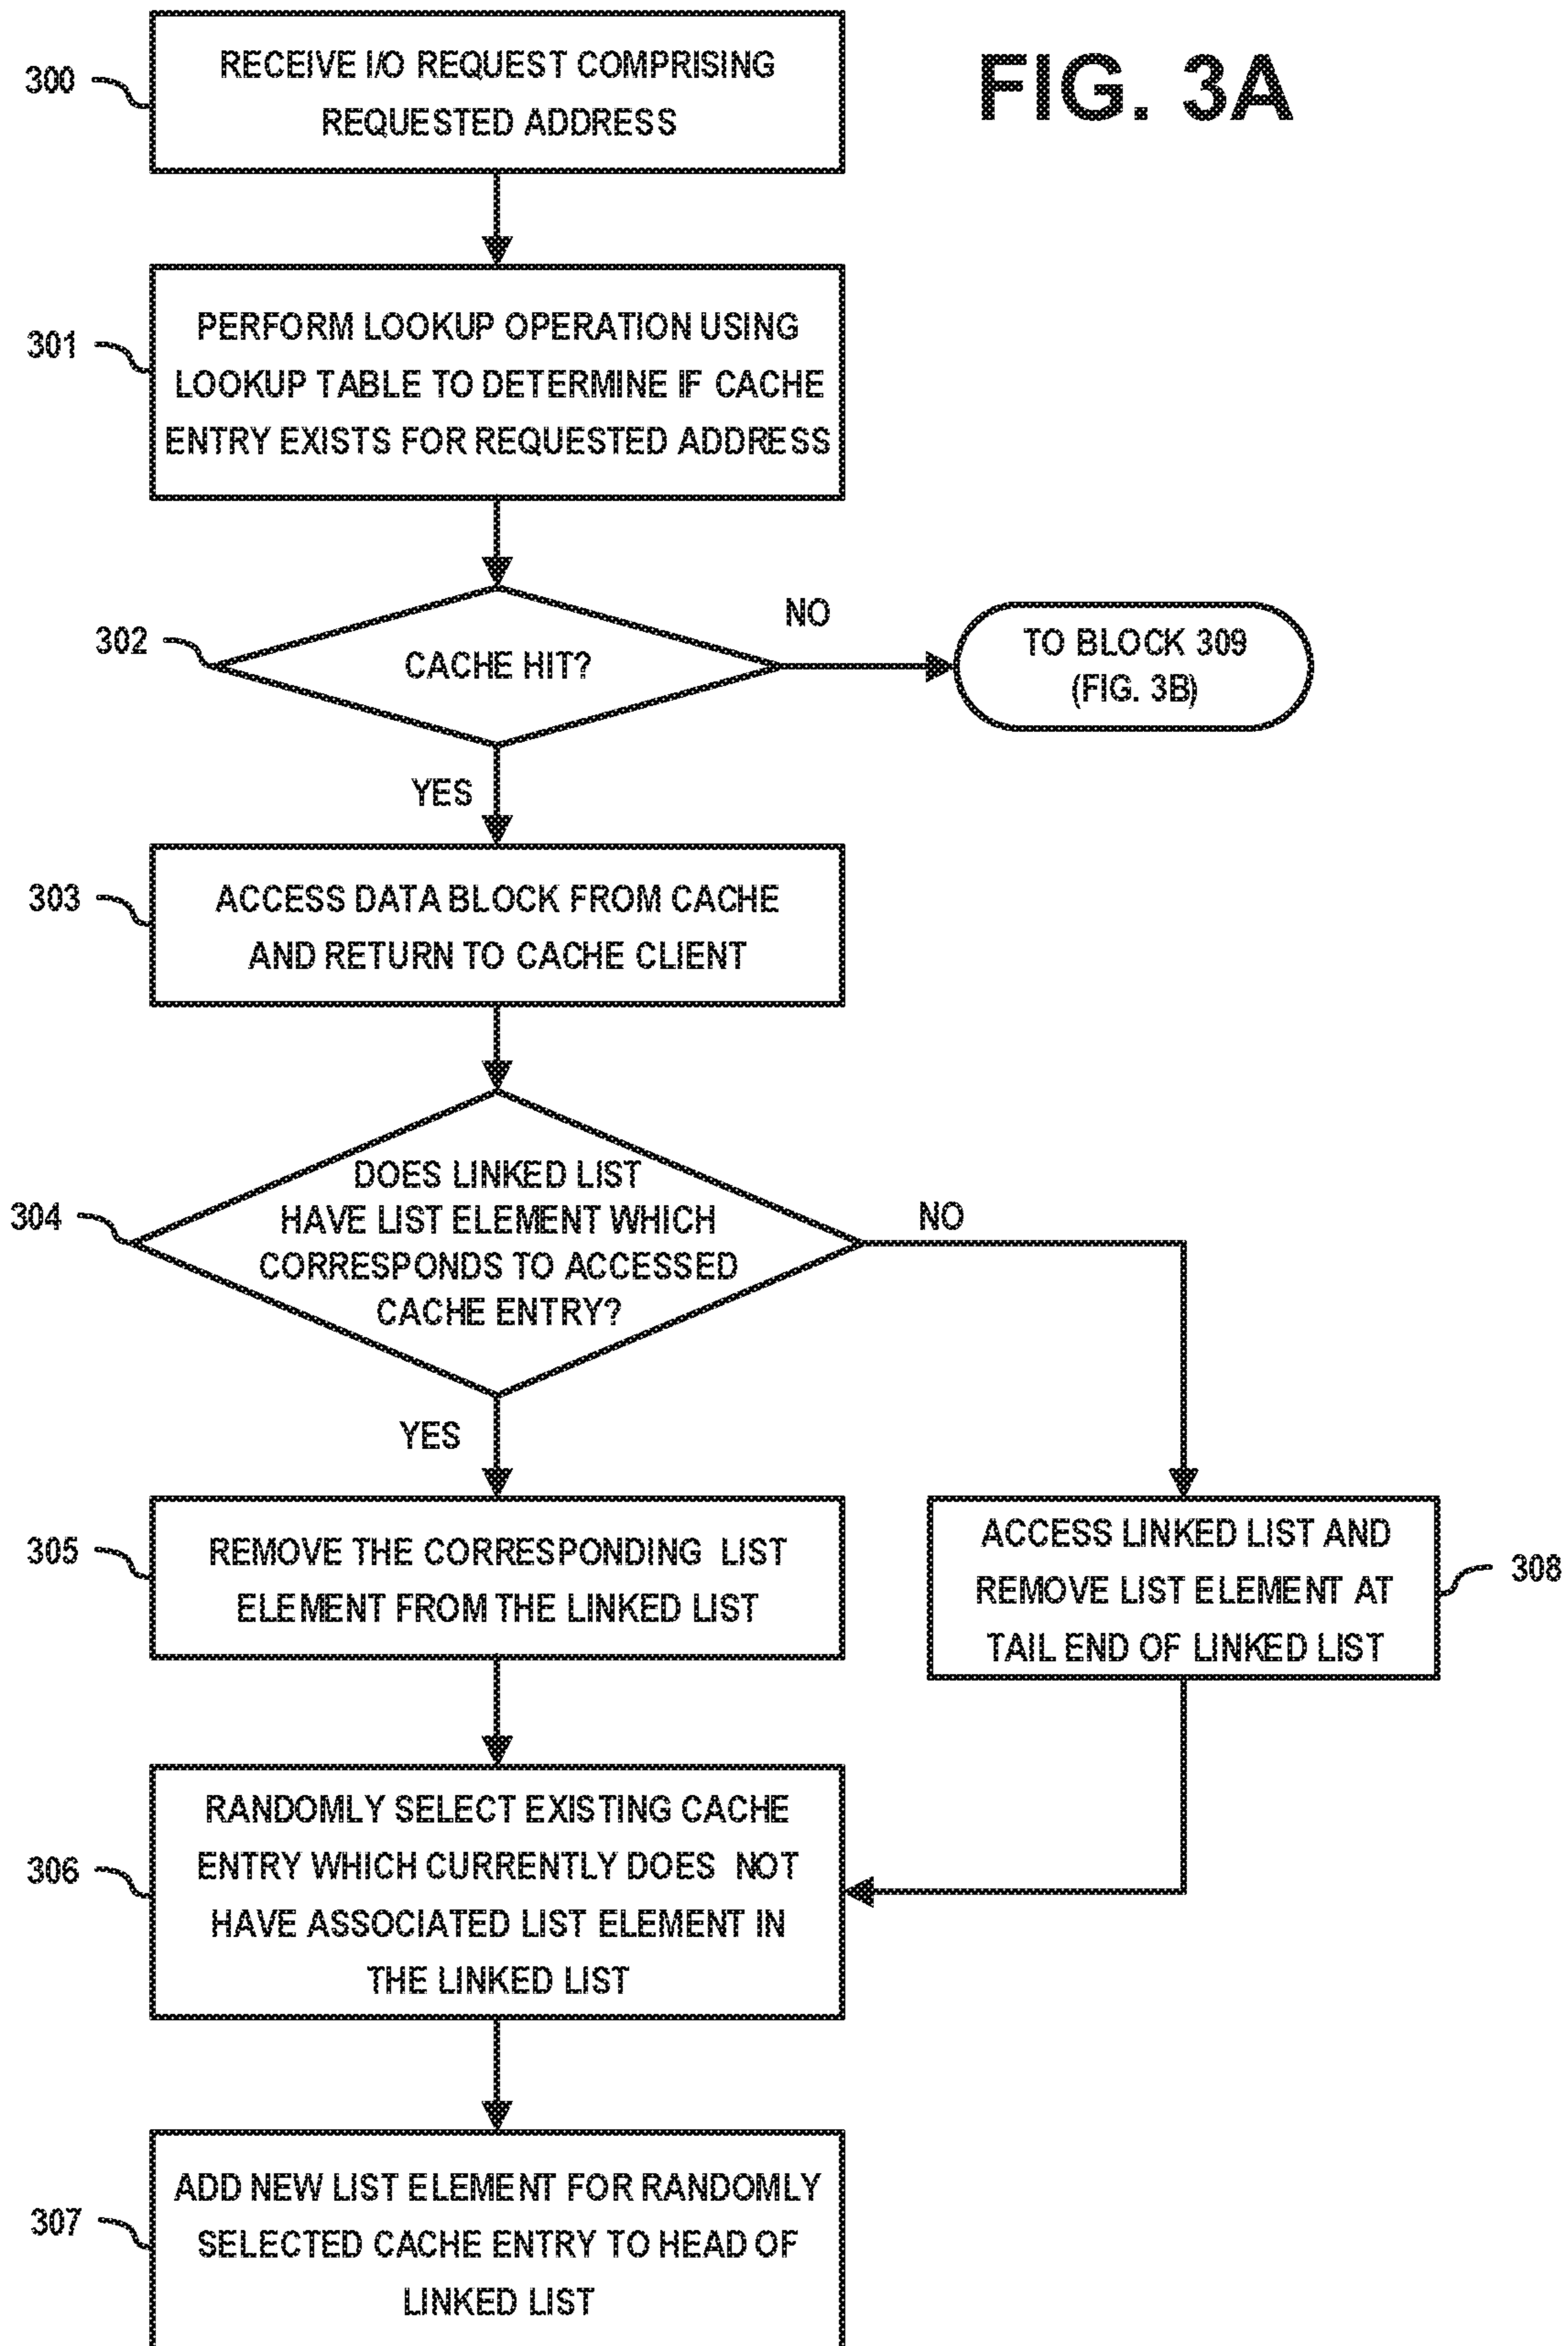 FIG. 3A
300
RECEIVE I/O REQUEST COMPRISING
REQUESTED ADDRESS
301
PERFORM LOOKUP OPERATION USING
LOOKUP TABLE TO DETERMINE IF CACHE
ENTRY EXISTS FOR REQUESTED ADDRESS
302
CACHE HIT?
NO
TO BLOCK 309
(FIG. 3B)
YES
303
ACCESS DATA BLOCK FROM CACHE
AND RETURN TO CACHE CLIENT
304
DOES LINKED LIST
HAVE LIST ELEMENT WHICH
CORRESPONDS TO ACCESSED
CACHE ENTRY?
NO
YES
305
REMOVE THE CORRESPONDING LIST
ELEMENT FROM THE LINKED LIST
ACCESS LINKED LIST AND
REMOVE LIST ELEMENT AT
TAIL END OF LINKED LIST
308
306
RANDOMLY SELECT EXISTING CACHE
ENTRY WHICH CURRENTLY DOES NOT
HAVE ASSOCIATED LIST ELEMENT IN
THE LINKED LIST
307
ADD NEW LIST ELEMENT FOR RANDOMLY
SELECTED CACHE ENTRY TO HEAD OF
LINKED LIST